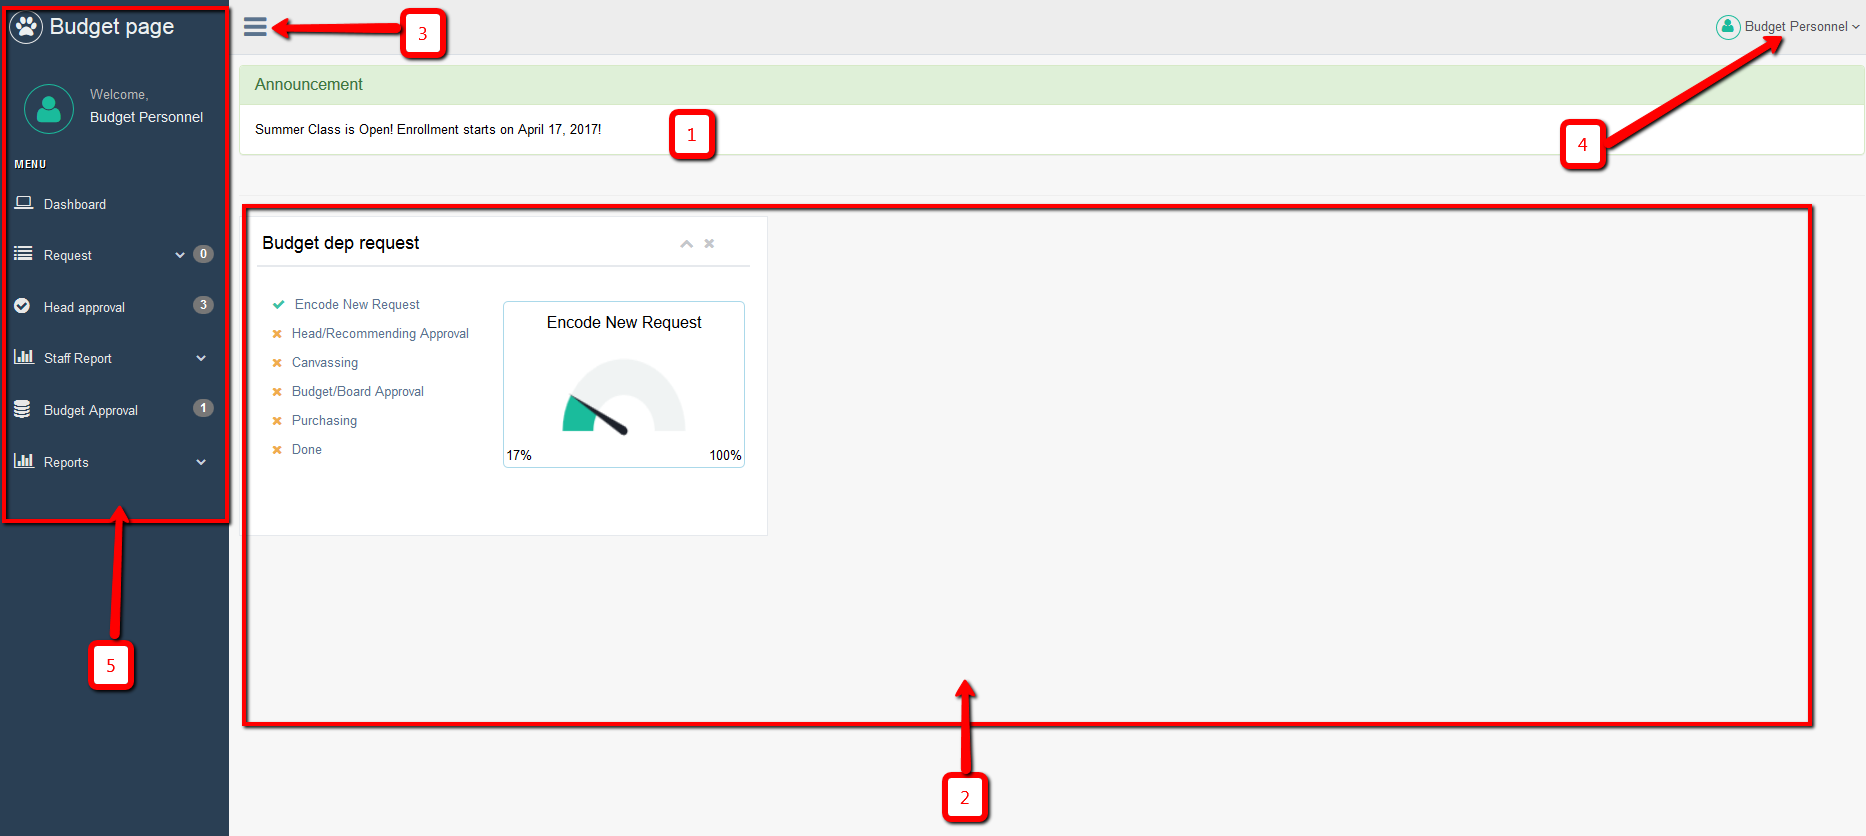 Budget page
Welcome,
Budget Personnel
MENU
Dashboard
Request 0
Head approval 3
Staff Report
Budget Approval 1
Reports
5
3
Budget Personnel
4
Announcement
Summer Class is Open! Enrollment starts on April 17, 2017!
1
Budget dep request
Encode New Request
Head/Recommending Approval
Canvassing
Budget/Board Approval
Purchasing
Done
Encode New Request
17% 100%
2